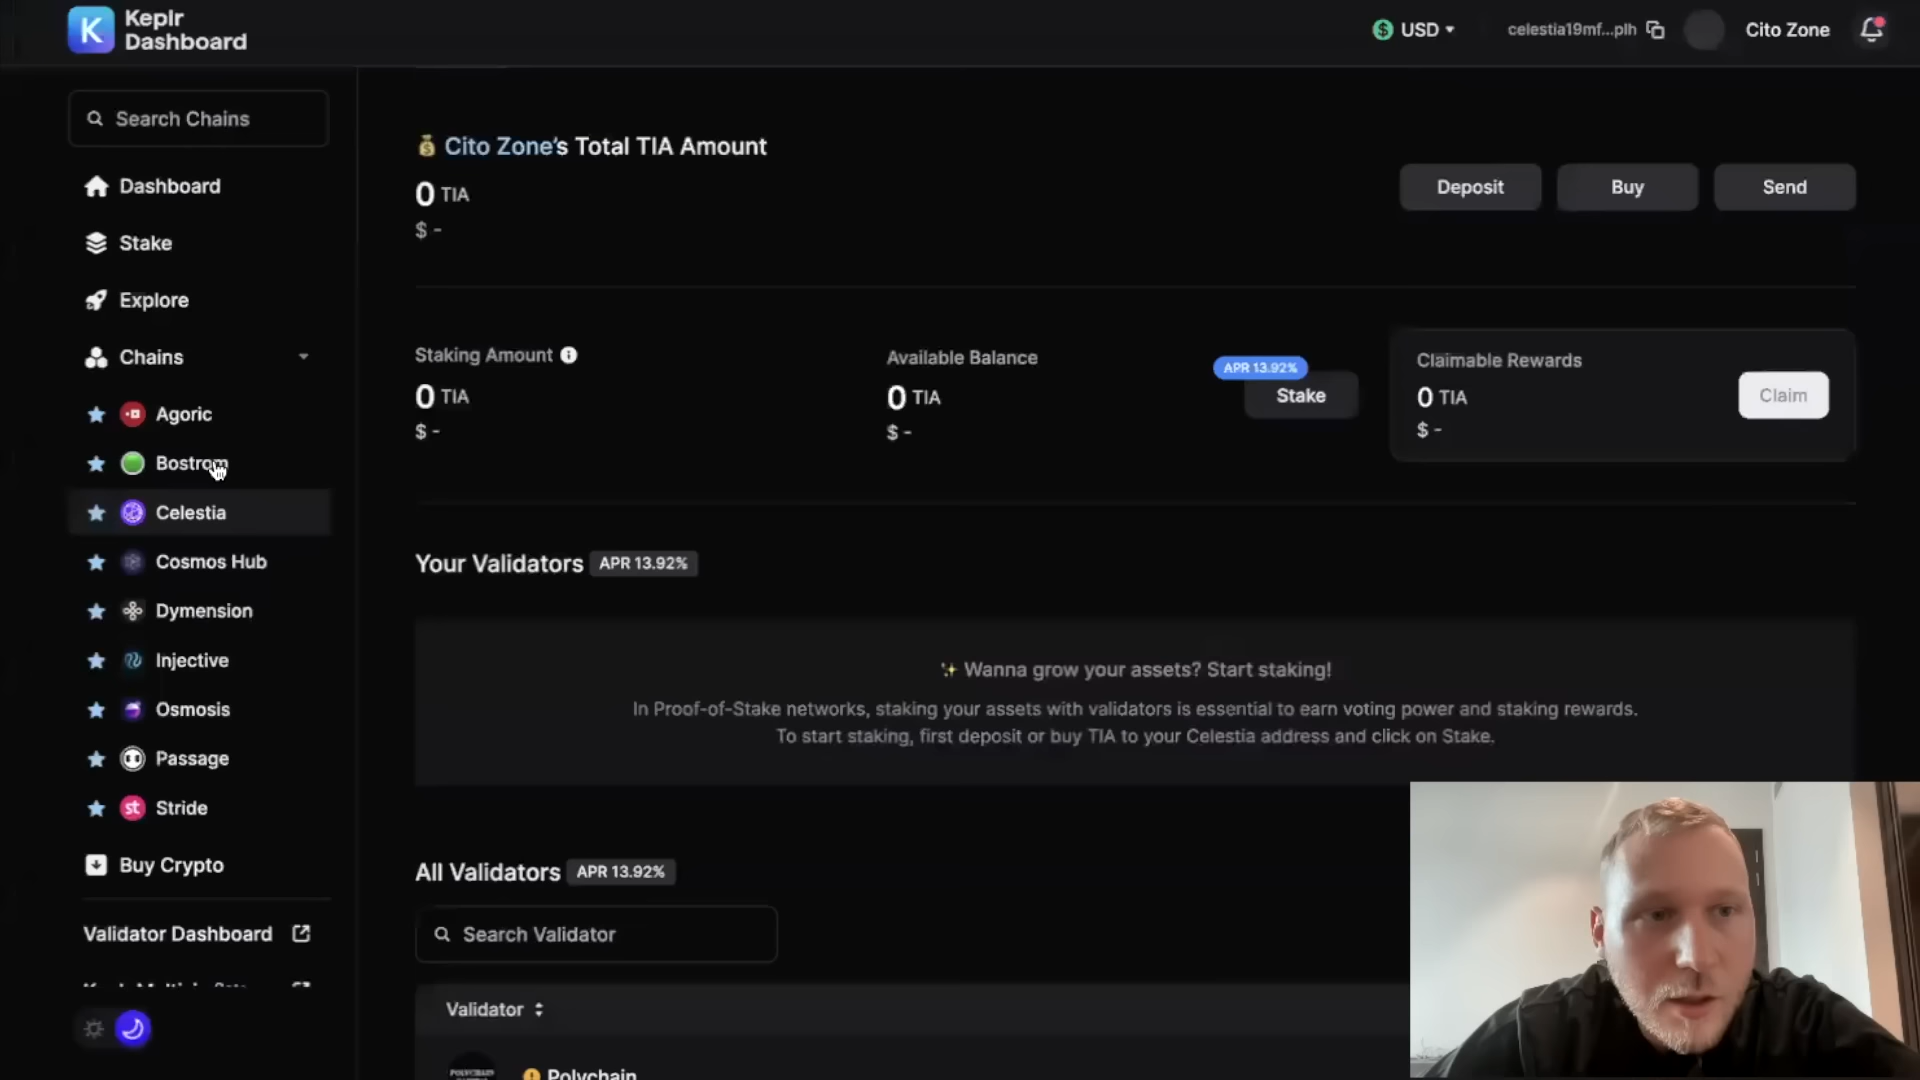 Keplr
Dashboard
USD
celestia19mf...plh
Cito Zone
Search Chains
Dashboard
Stake
Explore
Chains
Agoric
Bostrom
Celestia
Cosmos Hub
Dymension
Injective
Osmosis
Passage
Stride
Buy Crypto
Validator Dashboard
Cito Zone's Total TIA Amount
0 TIA
$ -
Deposit
Buy
Send
Staking Amount
0 TIA
$ -
Available Balance
0 TIA
$ -
APR 13.92%
Stake
Claimable Rewards
0 TIA
$ -
Claim
Your Validators APR 13.92%
Wanna grow your assets? Start staking!
In Proof-of-Stake networks, staking your assets with validators is essential to earn voting power and staking rewards.
To start staking, first deposit or buy TIA to your Celestia address and click on Stake.
All Validators APR 13.92%
Search Validator
Validator
Polychain